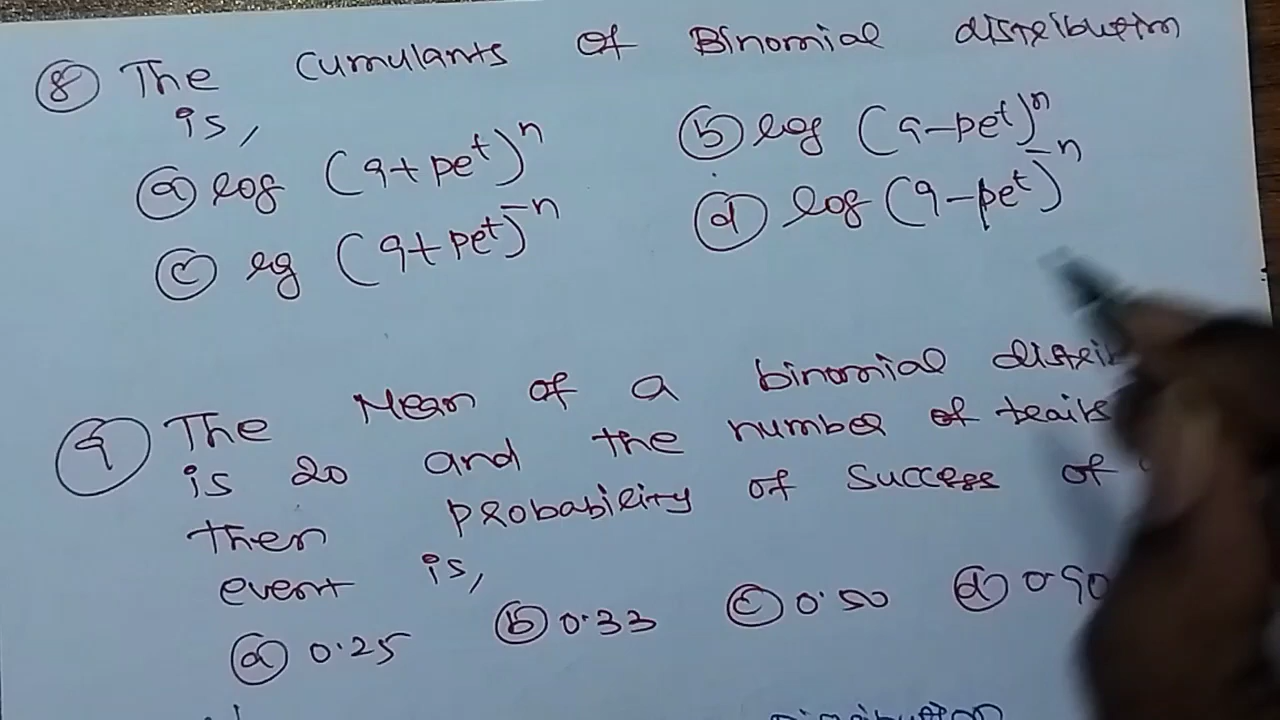 ⑧ The cumulants of Binomial distribution
is,
ⓐ log (q+pe^t)^n ⓑ log (q-pe^t)^n
ⓒ log (q+pe^t)^-n ⓓ log (q-pe^t)^-n
⑨ The Mean of a binomial
is 20 and the number of trails
then probability of success of
event is,
ⓐ 0.25 ⓑ 0.33 ⓒ 0.50 ⓓ 0.90